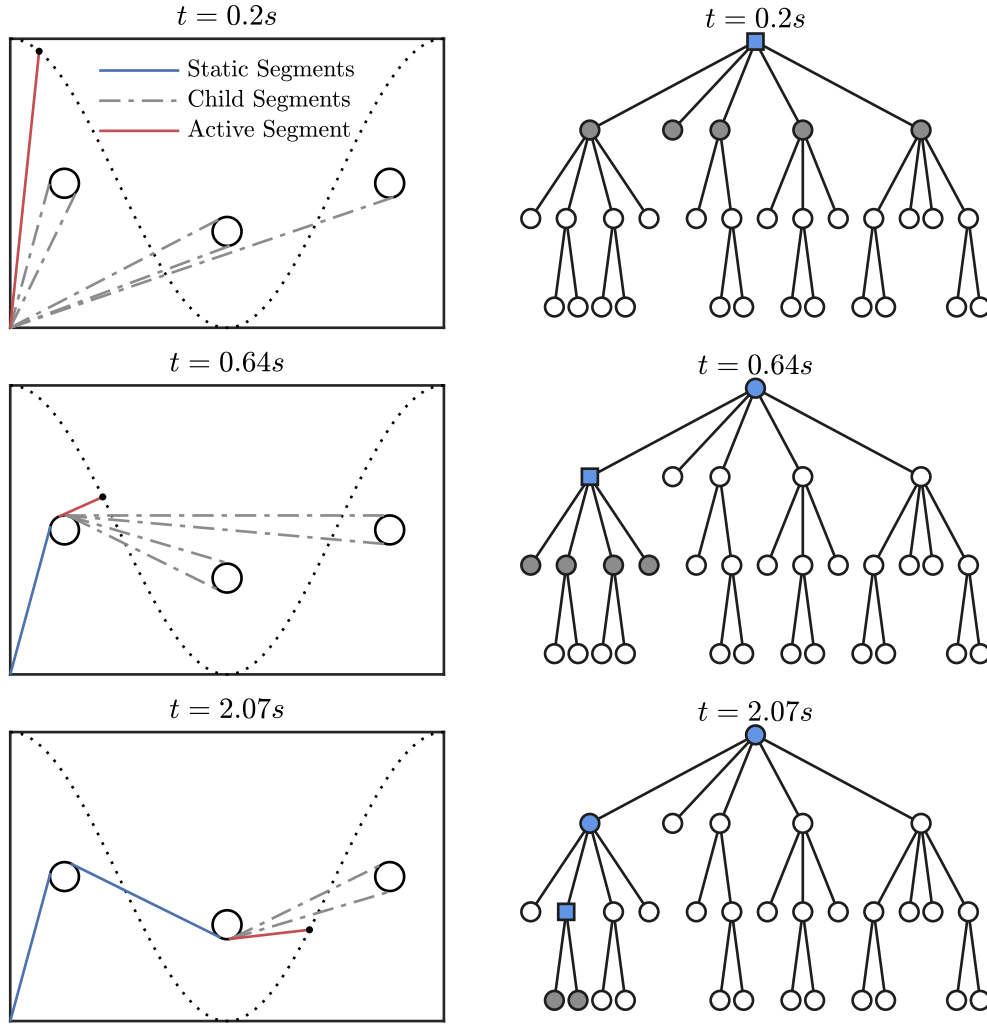 t = 0.2s
t = 0.2s
Static Segments
Child Segments
Active Segment
t = 0.64s
t = 0.64s
t = 2.07s
t = 2.07s